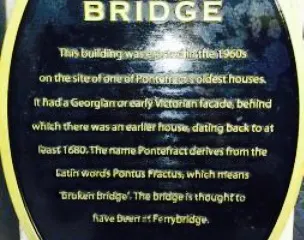 BRIDGE
This building was erected in the 1960s
on the site of one of Pontefract's oldest houses.
It had a Georgian or early Victorian facade, behind
which there was an earlier house, dating back to at
least 1680. The name Pontefract derives from the
Latin words Pontus Fractus, which means
'Broken Bridge'. The bridge is thought to
have been at Ferrybridge.